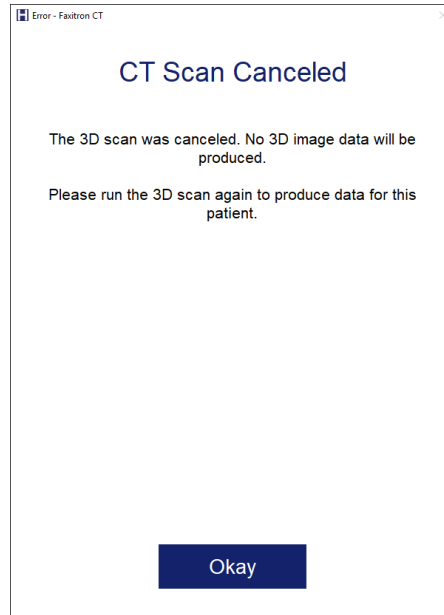 Error - Faxitron CT
CT Scan Canceled
The 3D scan was canceled. No 3D image data will be
produced.
Please run the 3D scan again to produce data for this
patient.
Okay